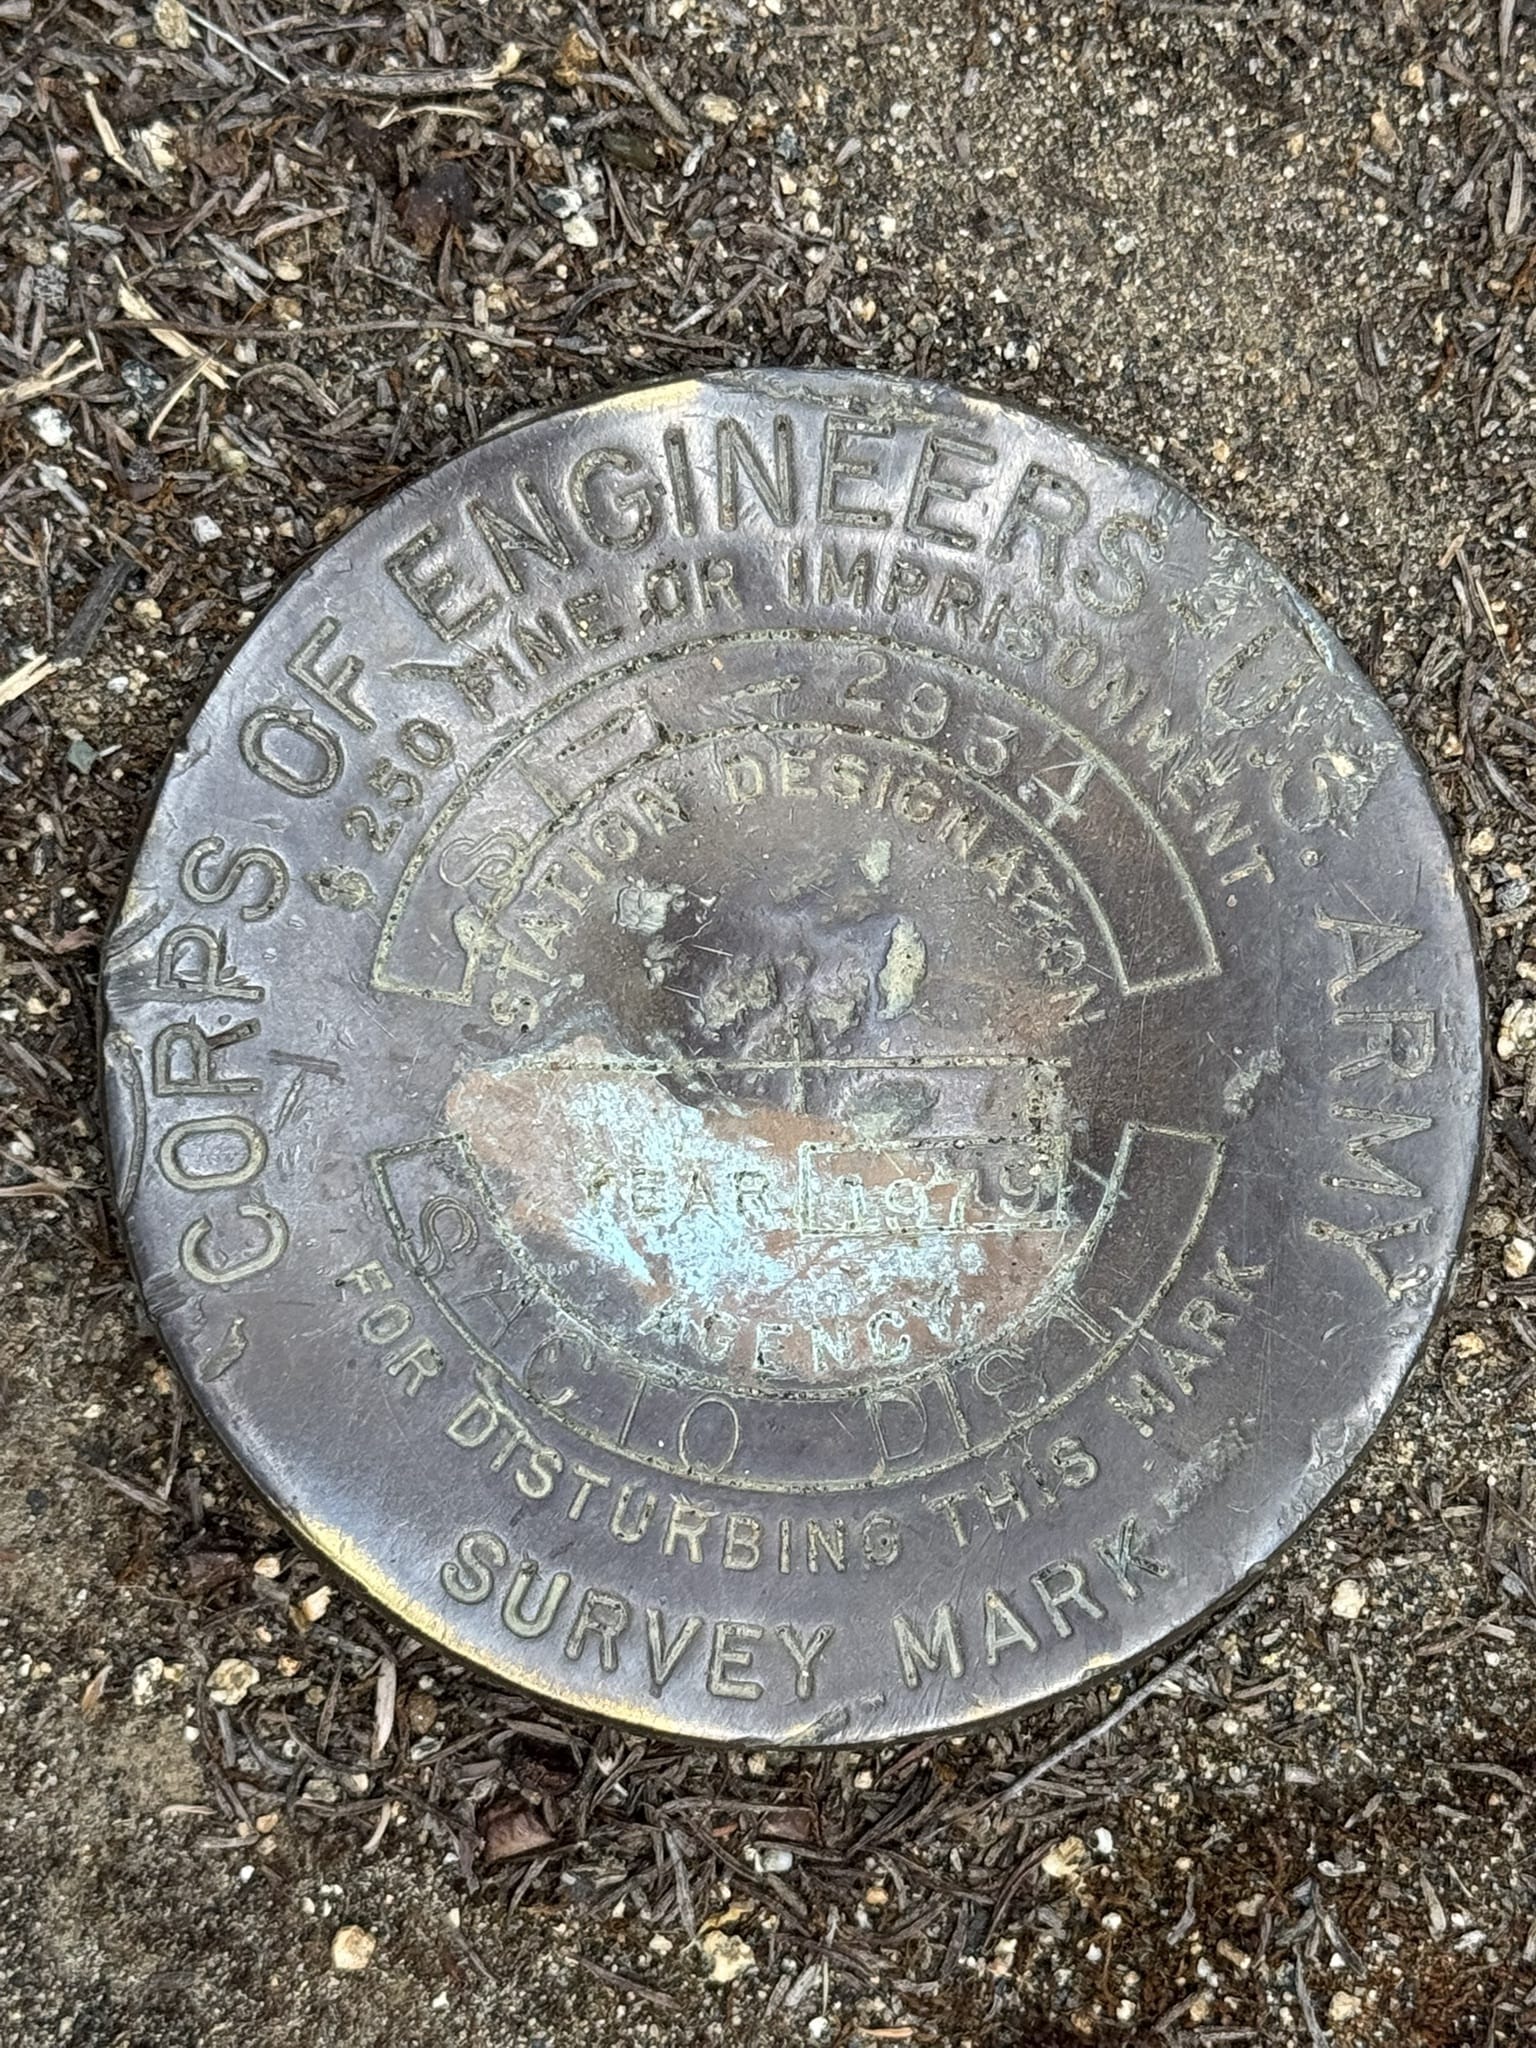 CORPS OF ENGINEERS, U.S. ARMY
$250 FINE OR IMPRISONMENT
2934
STATION DESIGNATION
YEAR 1979
AGENCY
SACTO DIST
FOR DISTURBING THIS MARK
SURVEY MARK